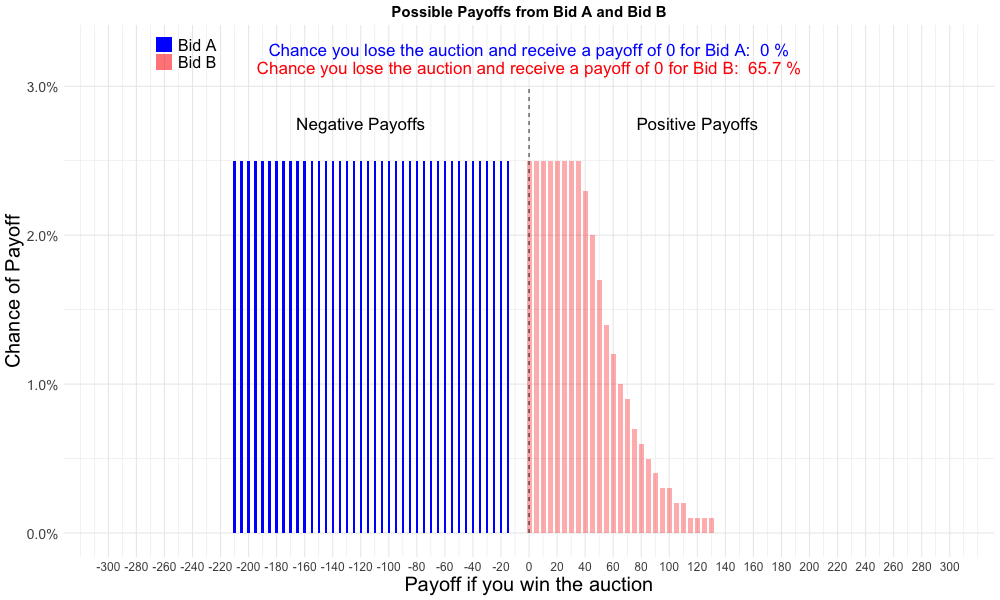 Possible Payoffs from Bid A and Bid B
Bid A
Bid B
Chance you lose the auction and receive a payoff of 0 for Bid A:  0 %
Chance you lose the auction and receive a payoff of 0 for Bid B:  65.7 %
Negative Payoffs
Positive Payoffs
Chance of Payoff
3.0%
2.0%
1.0%
0.0%
-300 -280 -260 -240 -220 -200 -180 -160 -140 -120 -100 -80 -60 -40 -20 0 20 40 60 80 100 120 140 160 180 200 220 240 260 280 300
Payoff if you win the auction